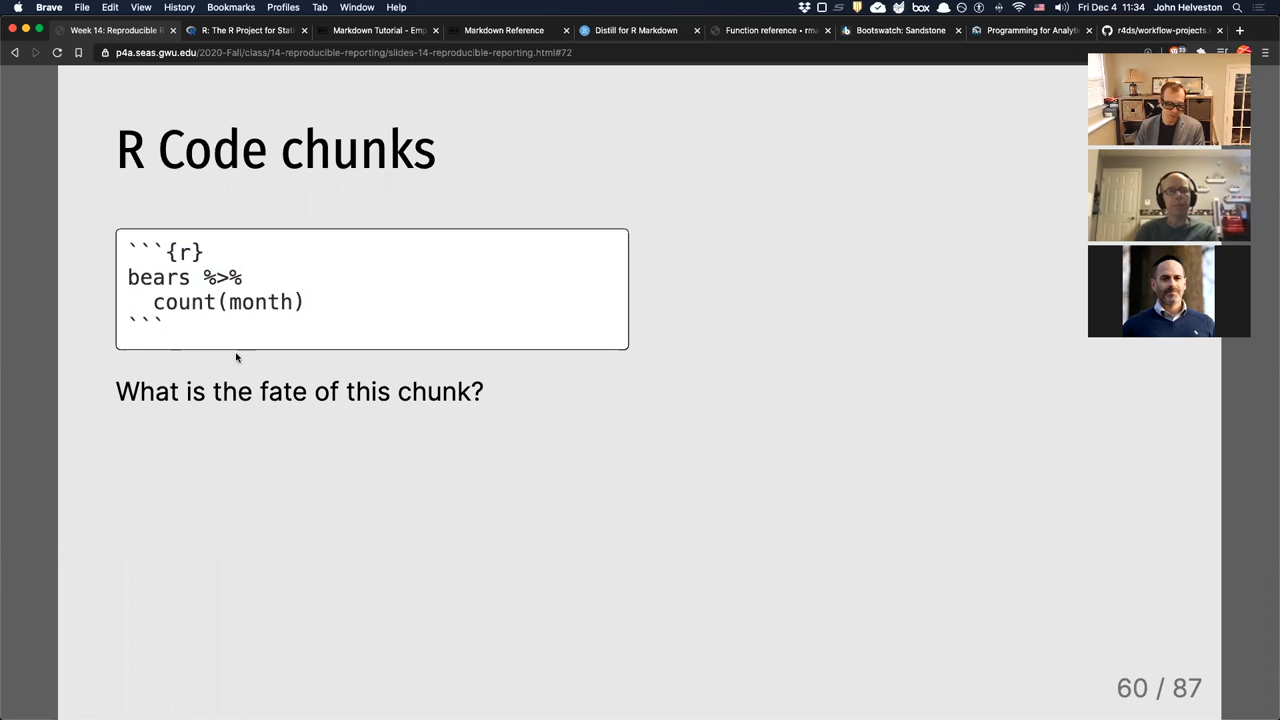 Brave File Edit View History Bookmarks Profiles Tab Window Help box Fri Dec 4 11:34 John Helveston
Week 14: Reproducible R × R: The R Project for Stati × Markdown Tutorial - Emp × Markdown Reference × Distill for R Markdown × Function reference • rma × Bootswatch: Sandstone × Programming for Analyti × r4ds/workflow-projects. × +
p4a.seas.gwu.edu/2020-Fall/class/14-reproducible-reporting/slides-14-reproducible-reporting.html#72
R Code chunks
```{r}
bears %>%
  count(month)
```
What is the fate of this chunk?
60 / 87